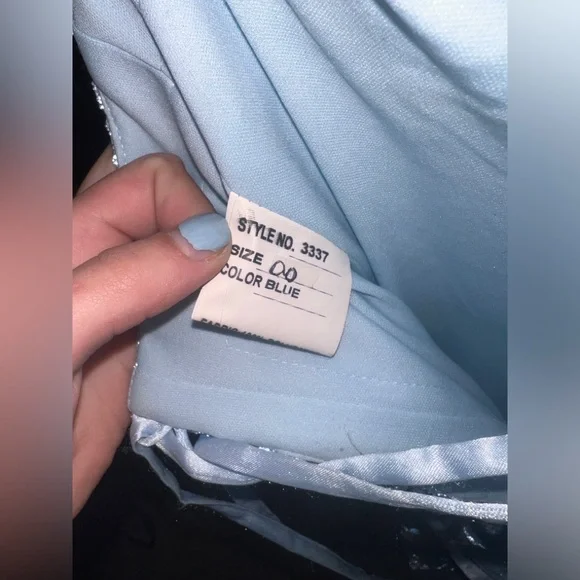 STYLE NO. 3337
SIZE 00
COLOR BLUE